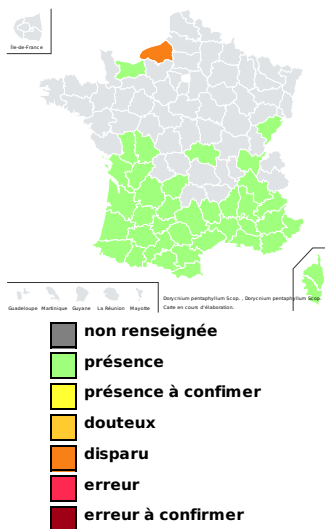 Île-de-France
Guadeloupe Martinique Guyane La Réunion Mayotte
Dorycnium pentaphyllum Scop. , Dorycnium pentaphyllum Scop.
Carte en cours d'élaboration.
non renseignée
présence
présence à confimer
douteux
disparu
erreur
erreur à confirmer